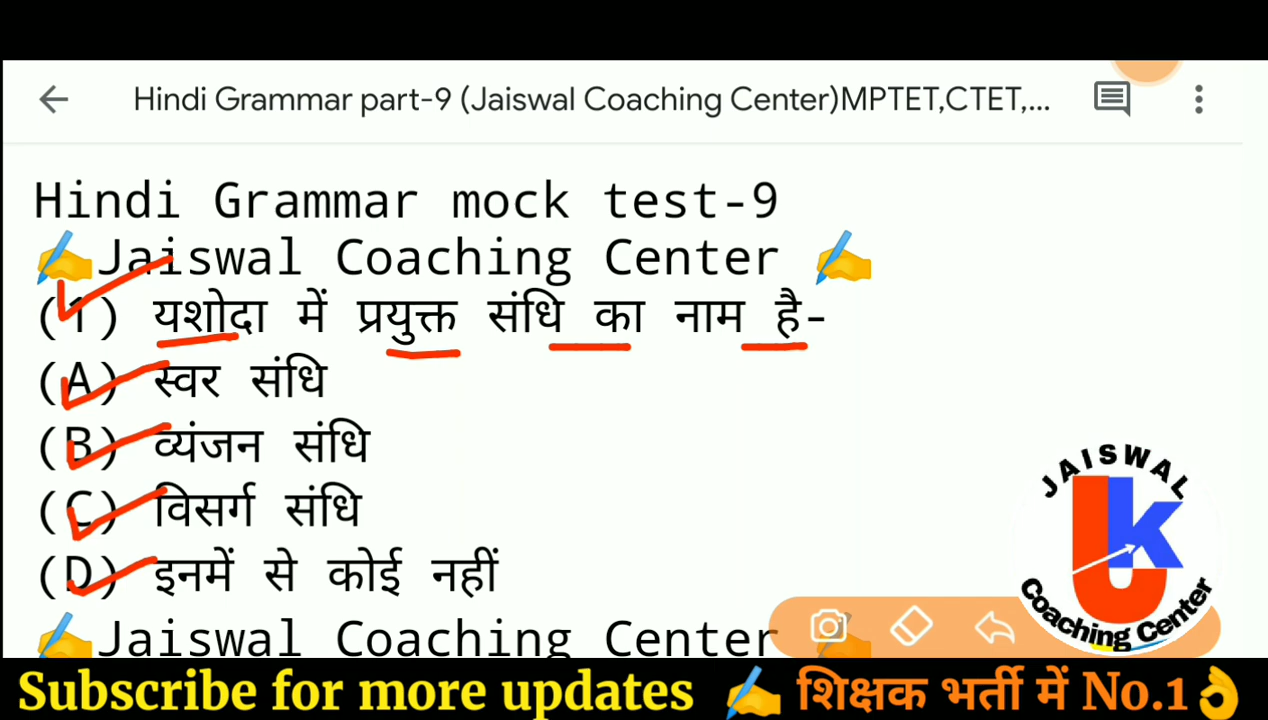 Hindi Grammar part-9 (Jaiswal Coaching Center)MPTET,CTET,...
Hindi Grammar mock test-9
✍Jaiswal Coaching Center ✍
(1) यशोदा में प्रयुक्त संधि का नाम है-
(A) स्वर संधि
(B) व्यंजन संधि
(C) विसर्ग संधि
(D) इनमें से कोई नहीं
✍Jaiswal Coaching Center ✍
JAISWAL
UK
Coaching Center
Subscribe for more updates ✍ शिक्षक भर्ती में No.1👌